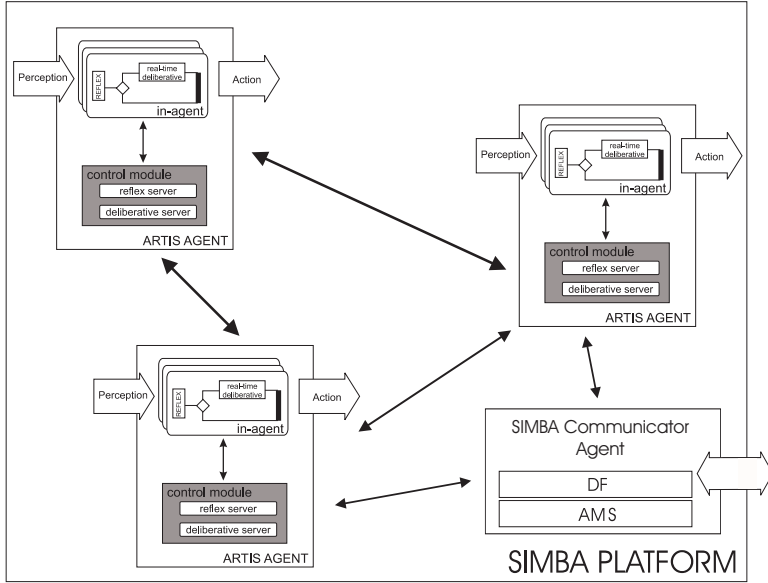 Perception
REFLEX
real-time
deliberative
in-agent
Action
control module
reflex server
deliberative server
ARTIS AGENT
Perception
REFLEX
real-time
deliberative
in-agent
Action
control module
reflex server
deliberative server
ARTIS AGENT
Perception
REFLEX
real-time
deliberative
in-agent
Action
control module
reflex server
deliberative server
ARTIS AGENT
SIMBA Communicator
Agent
DF
AMS
SIMBA PLATFORM